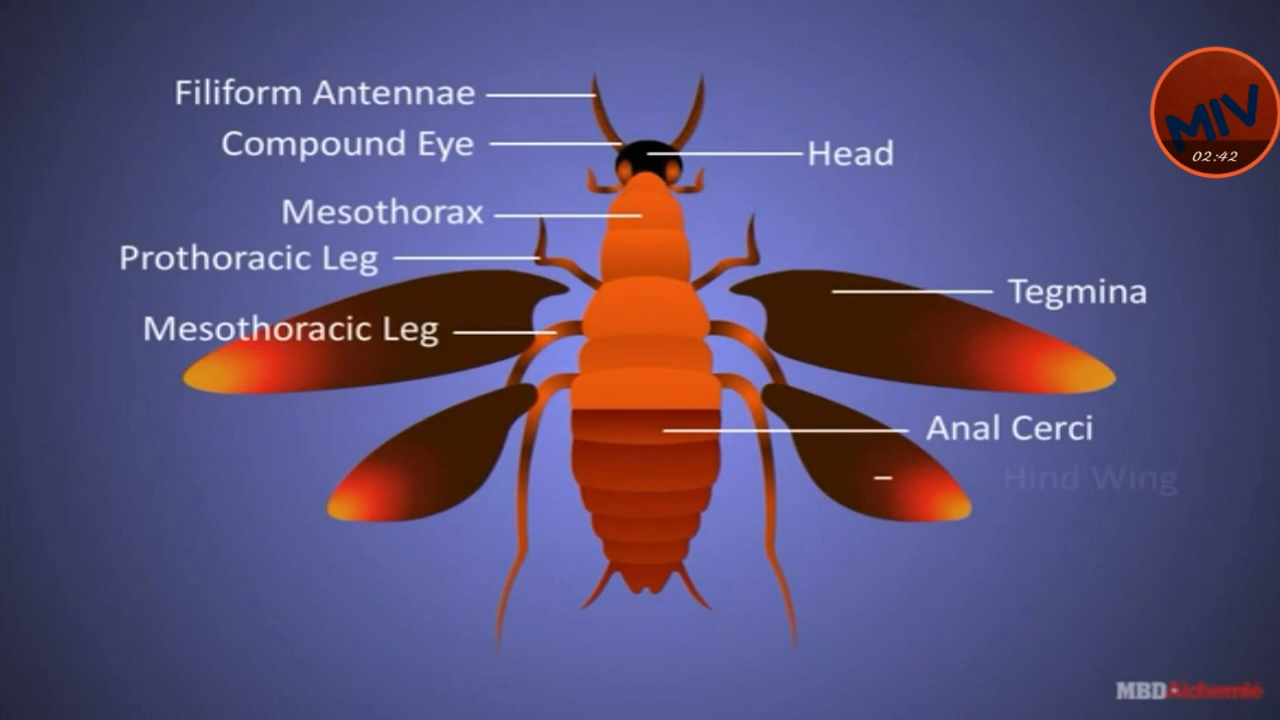 Filiform Antennae
Compound Eye
Head
Mesothorax
Prothoracic Leg
Tegmina
Mesothoracic Leg
Anal Cerci
Hind Wing
MIV
02:42
MBD Alchemie